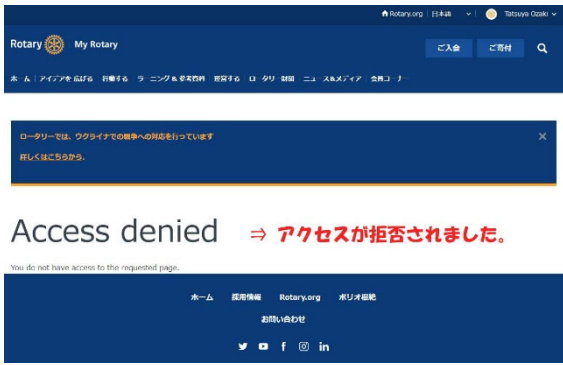 Rotary.org 日本語 Tatsuya Ozaki
Rotary My Rotary ご入会 ご寄付
ホーム アイデアを広げる 行動する ラーニング&参考資料 運営する ロータリー財団 ニュース&メディア 会員コーナー
ロータリーでは、ウクライナでの戦争への対応を行っています
詳しくはこちらから.
Access denied ⇒ アクセスが拒否されました。
You do not have access to the requested page.
ホーム 採用情報 Rotary.org ポリオ根絶
お問い合わせ